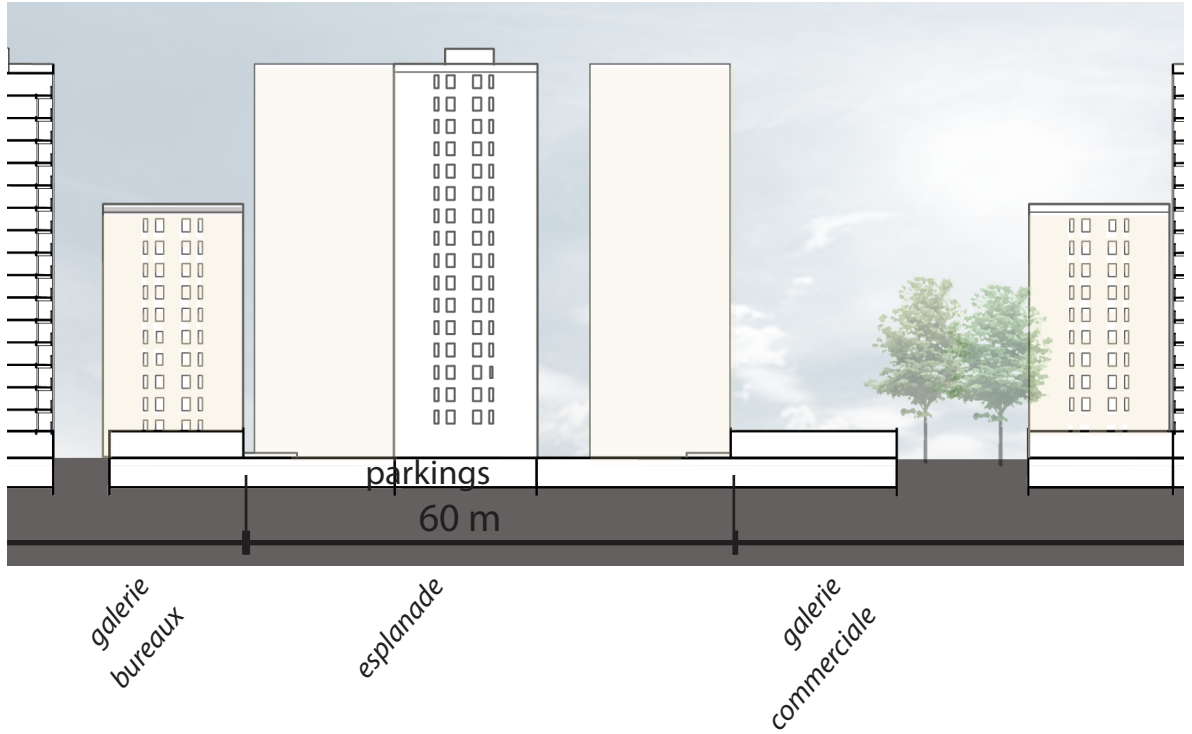 parkings
60 m
galerie
bureaux
esplanade
galerie
commerciale